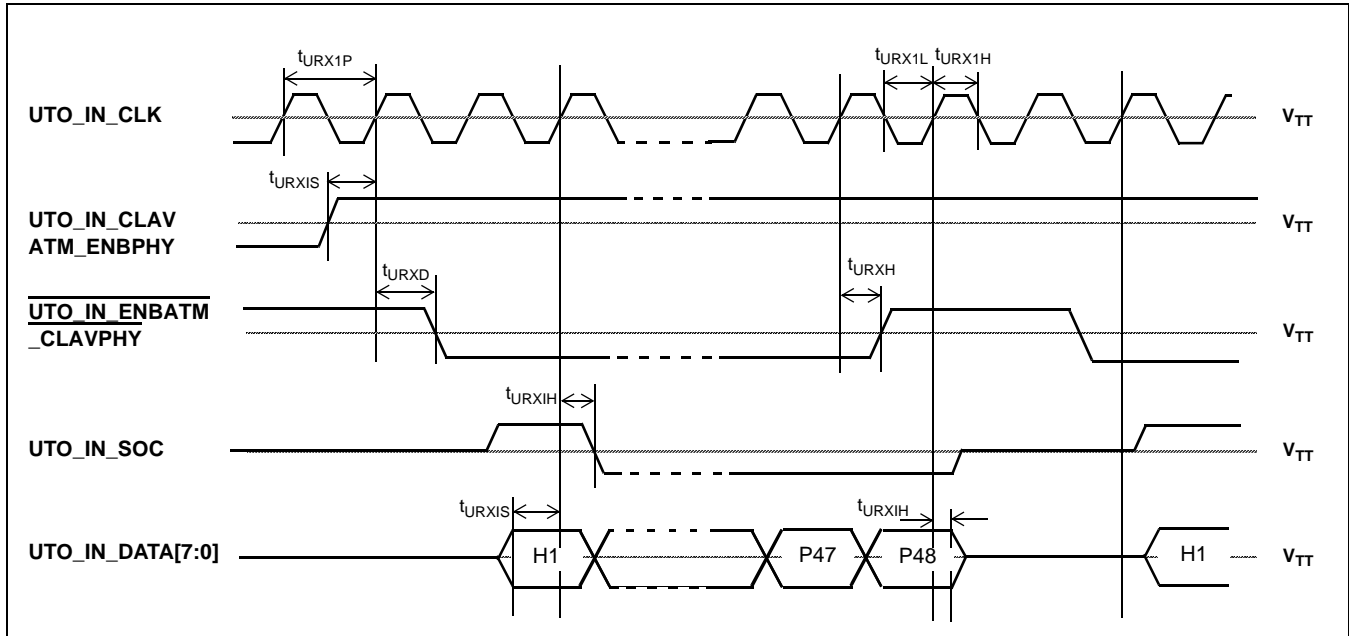 tURX1P
tURX1L
tURX1H
UTO_IN_CLK
VTT
tURXIS
UTO_IN_CLAV
ATM_ENBPHY
VTT
tURXD
tURXH
UTO_IN_ENBATM
_CLAVPHY
VTT
tURXIH
UTO_IN_SOC
VTT
tURXIS
tURXIH
UTO_IN_DATA[7:0]
H1
P47
P48
H1
VTT